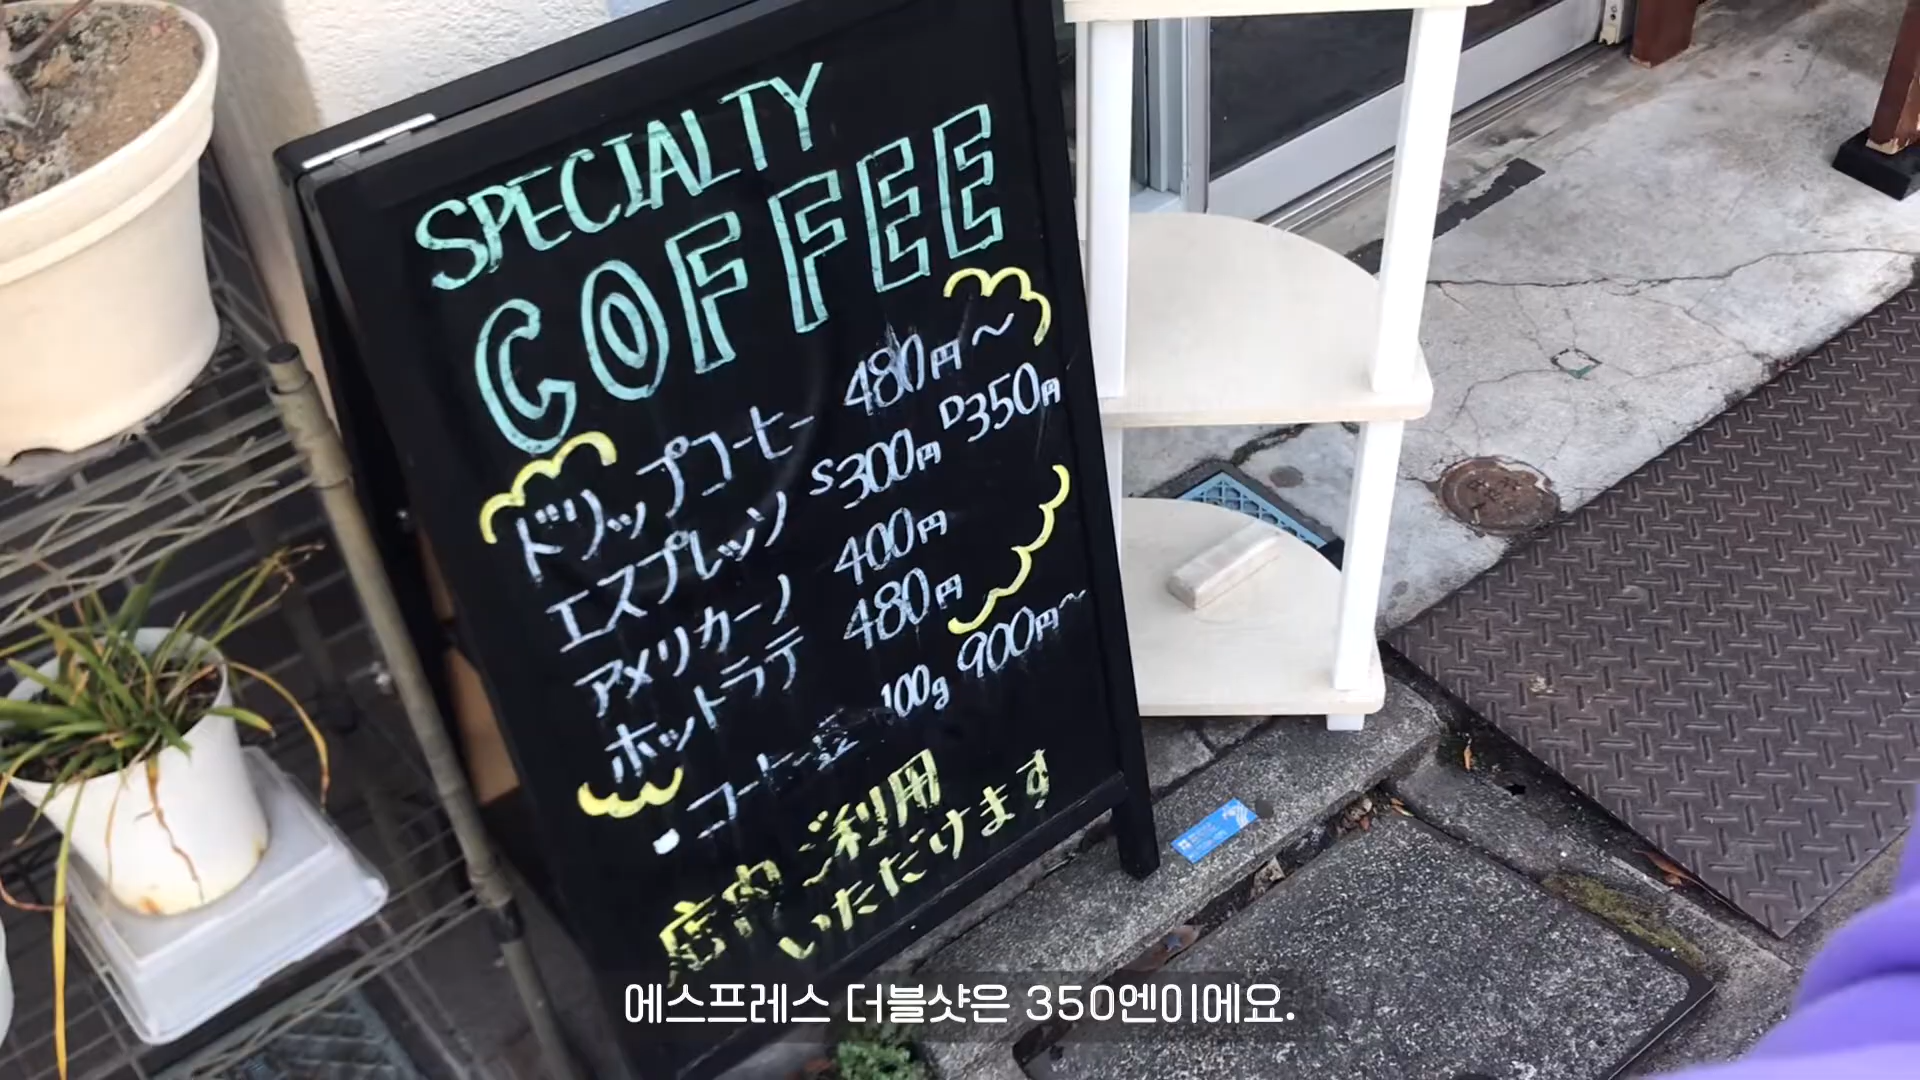 SPECIALTY
COFFEE
ドリップコーヒー 480円〜
エスプレッソ S300円 D350円
アメリカーノ 400円
ホットラテ 480円
コーヒー豆 100g 900円〜
店内ご利用
いただけます
에스프레스 더블샷은 350엔이에요.